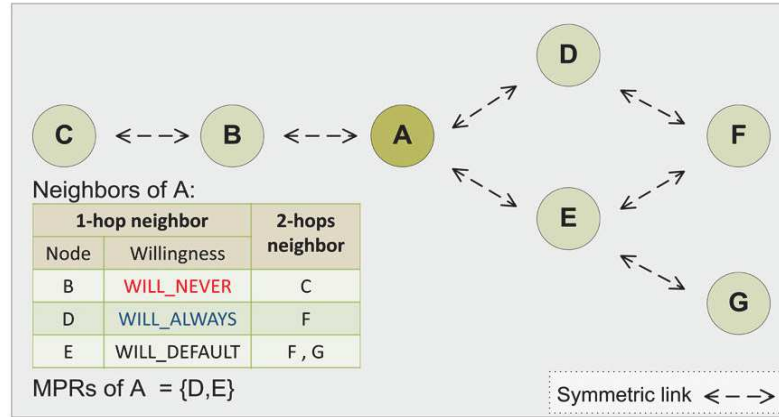 D
C
B
A
F
E
G
Neighbors of A:
1-hop neighbor 2-hops neighbor
Node Willingness
B WILL_NEVER C
D WILL_ALWAYS F
E WILL_DEFAULT F , G
MPRs of A = {D,E}
Symmetric link